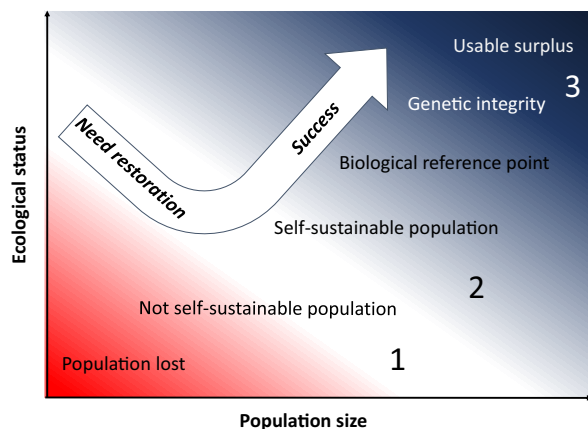 Usable surplus
3
Genetic integrity
Need restoration
Success
Biological reference point
Self-sustainable population
2
Not self-sustainable population
1
Population lost
Ecological status
Population size